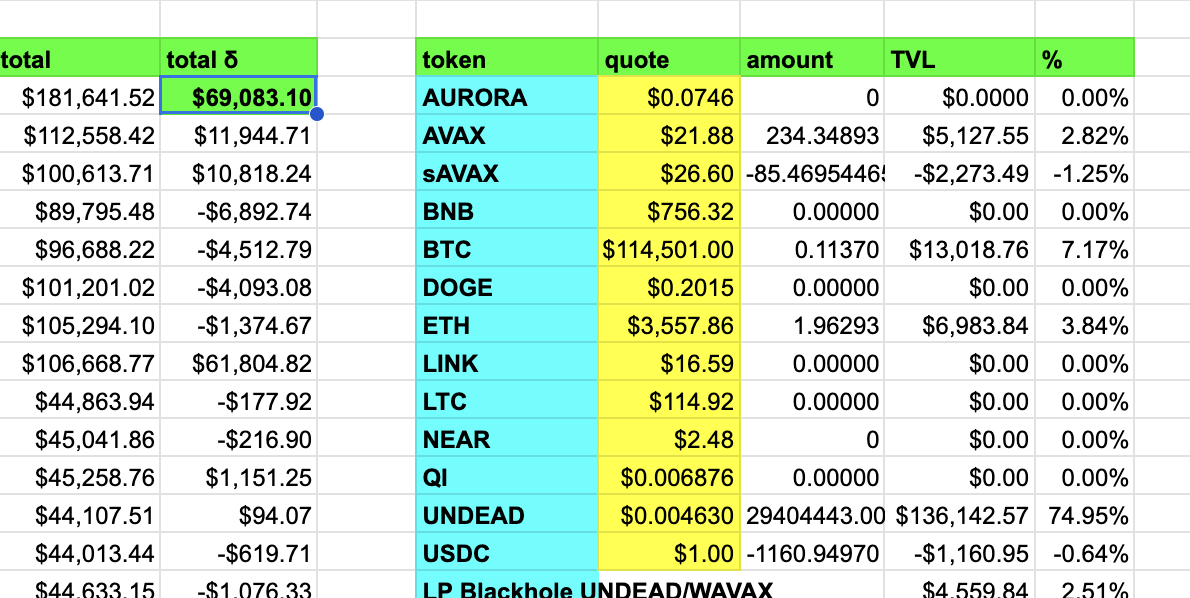 total total δ token quote amount TVL %
$181,641.52 $69,083.10 AURORA $0.0746 0 $0.0000 0.00%
$112,558.42 $11,944.71 AVAX $21.88 234.34893 $5,127.55 2.82%
$100,613.71 $10,818.24 sAVAX $26.60 -85.46954465 -$2,273.49 -1.25%
$89,795.48 -$6,892.74 BNB $756.32 0.00000 $0.00 0.00%
$96,688.22 -$4,512.79 BTC $114,501.00 0.11370 $13,018.76 7.17%
$101,201.02 -$4,093.08 DOGE $0.2015 0.00000 $0.00 0.00%
$105,294.10 -$1,374.67 ETH $3,557.86 1.96293 $6,983.84 3.84%
$106,668.77 $61,804.82 LINK $16.59 0.00000 $0.00 0.00%
$44,863.94 -$177.92 LTC $114.92 0.00000 $0.00 0.00%
$45,041.86 -$216.90 NEAR $2.48 0 $0.00 0.00%
$45,258.76 $1,151.25 QI $0.006876 0.00000 $0.00 0.00%
$44,107.51 $94.07 UNDEAD $0.004630 29404443.00 $136,142.57 74.95%
$44,013.44 -$619.71 USDC $1.00 -1160.94970 -$1,160.95 -0.64%
$44,633.15 -$1,076.33 LP Blackhole UNDEAD/WAVAX $4,559.84 2.51%